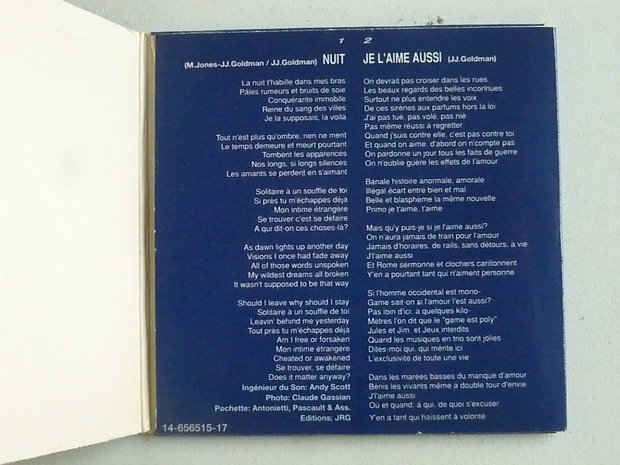 1 2
(M.Jones-JJ.Goldman / JJ.Goldman) NUIT
La nuit t'habille dans mes bras
Pâles rumeurs et bruits de soie
Conquérante immobile
Reine du sang des villes
Je la supposais, la voilà
Tout n'est plus qu'ombre, rien ne ment
Le temps demeure et meurt pourtant
Tombent les apparences
Nos longs, si longs silences
Les amants se perdent en s'aimant
Solitaire à un souffle de toi
Si près tu m'échappes déjà
Mon intime étrangère
Se trouver c'est se défaire
A qui dit-on ces choses-là?
As dawn lights up another day
Visions I once had fade away
All of those words unspoken
My wildest dreams all broken
It wasn't supposed to be that way
Should I leave why should I stay
Solitaire à un souffle de toi
Leavin' behind me yesterday
Tout près tu m'échappes déjà
Am I free or forsaken
Mon intime étrangère
Cheated or awakened
Se trouver, se défaire
Does it matter anyway?
Ingénieur du Son: Andy Scott
Photo: Claude Gassian
Pochette: Antonietti, Pascault & Ass.
Editions: JRG
14-656515-17
JE L'AIME AUSSI (JJ.Goldman)
On devrait pas croiser dans les rues
Les beaux regards des belles inconnues
Surtout ne plus entendre les voix
De ces sirènes aux parfums hors la loi
J'ai pas tué, pas volé, pas nié
Pas même réussi à regretter
Quand j'suis contre elle, c'est pas contre toi
Et quand on aime, d'abord on n'compte pas
On pardonne un jour tous les faits de guerre
On n'oublie guère les effets de l'amour
Banale histoire anormale, amorale
Illégal écart entre bien et mal
Belle et blaspheme la même nouvelle
Primo je t'aime, t'aime
Mais qu'y puis-je si je l'aime aussi?
On n'aura jamais de train pour l'amour
Jamais d'horaires, de rails, sans détours, à vie
J'l'aime aussi
Et Rome sermonne et clochers carillonnent
Y'en a pourtant tant qui n'aiment personne
Si l'homme occidental est mono-
Game sait-on si l'amour l'est aussi?
Pas loin d'ici, à quelques kilo-
Mètres l'on dit que le "game est poly"
Jules et Jim, et Jeux interdits
Quand les musiques en trio sont jolies
Dites-moi qui, qui mérite ici
L'exclusivité de toute une vie
Dans les marées basses du manque d'amour
Bénis les vivants même à double tour d'envie
J'l'aime aussi
Ou et quand, à qui, de quoi s'excuser
Y'en a tant qui haïssent à volonté